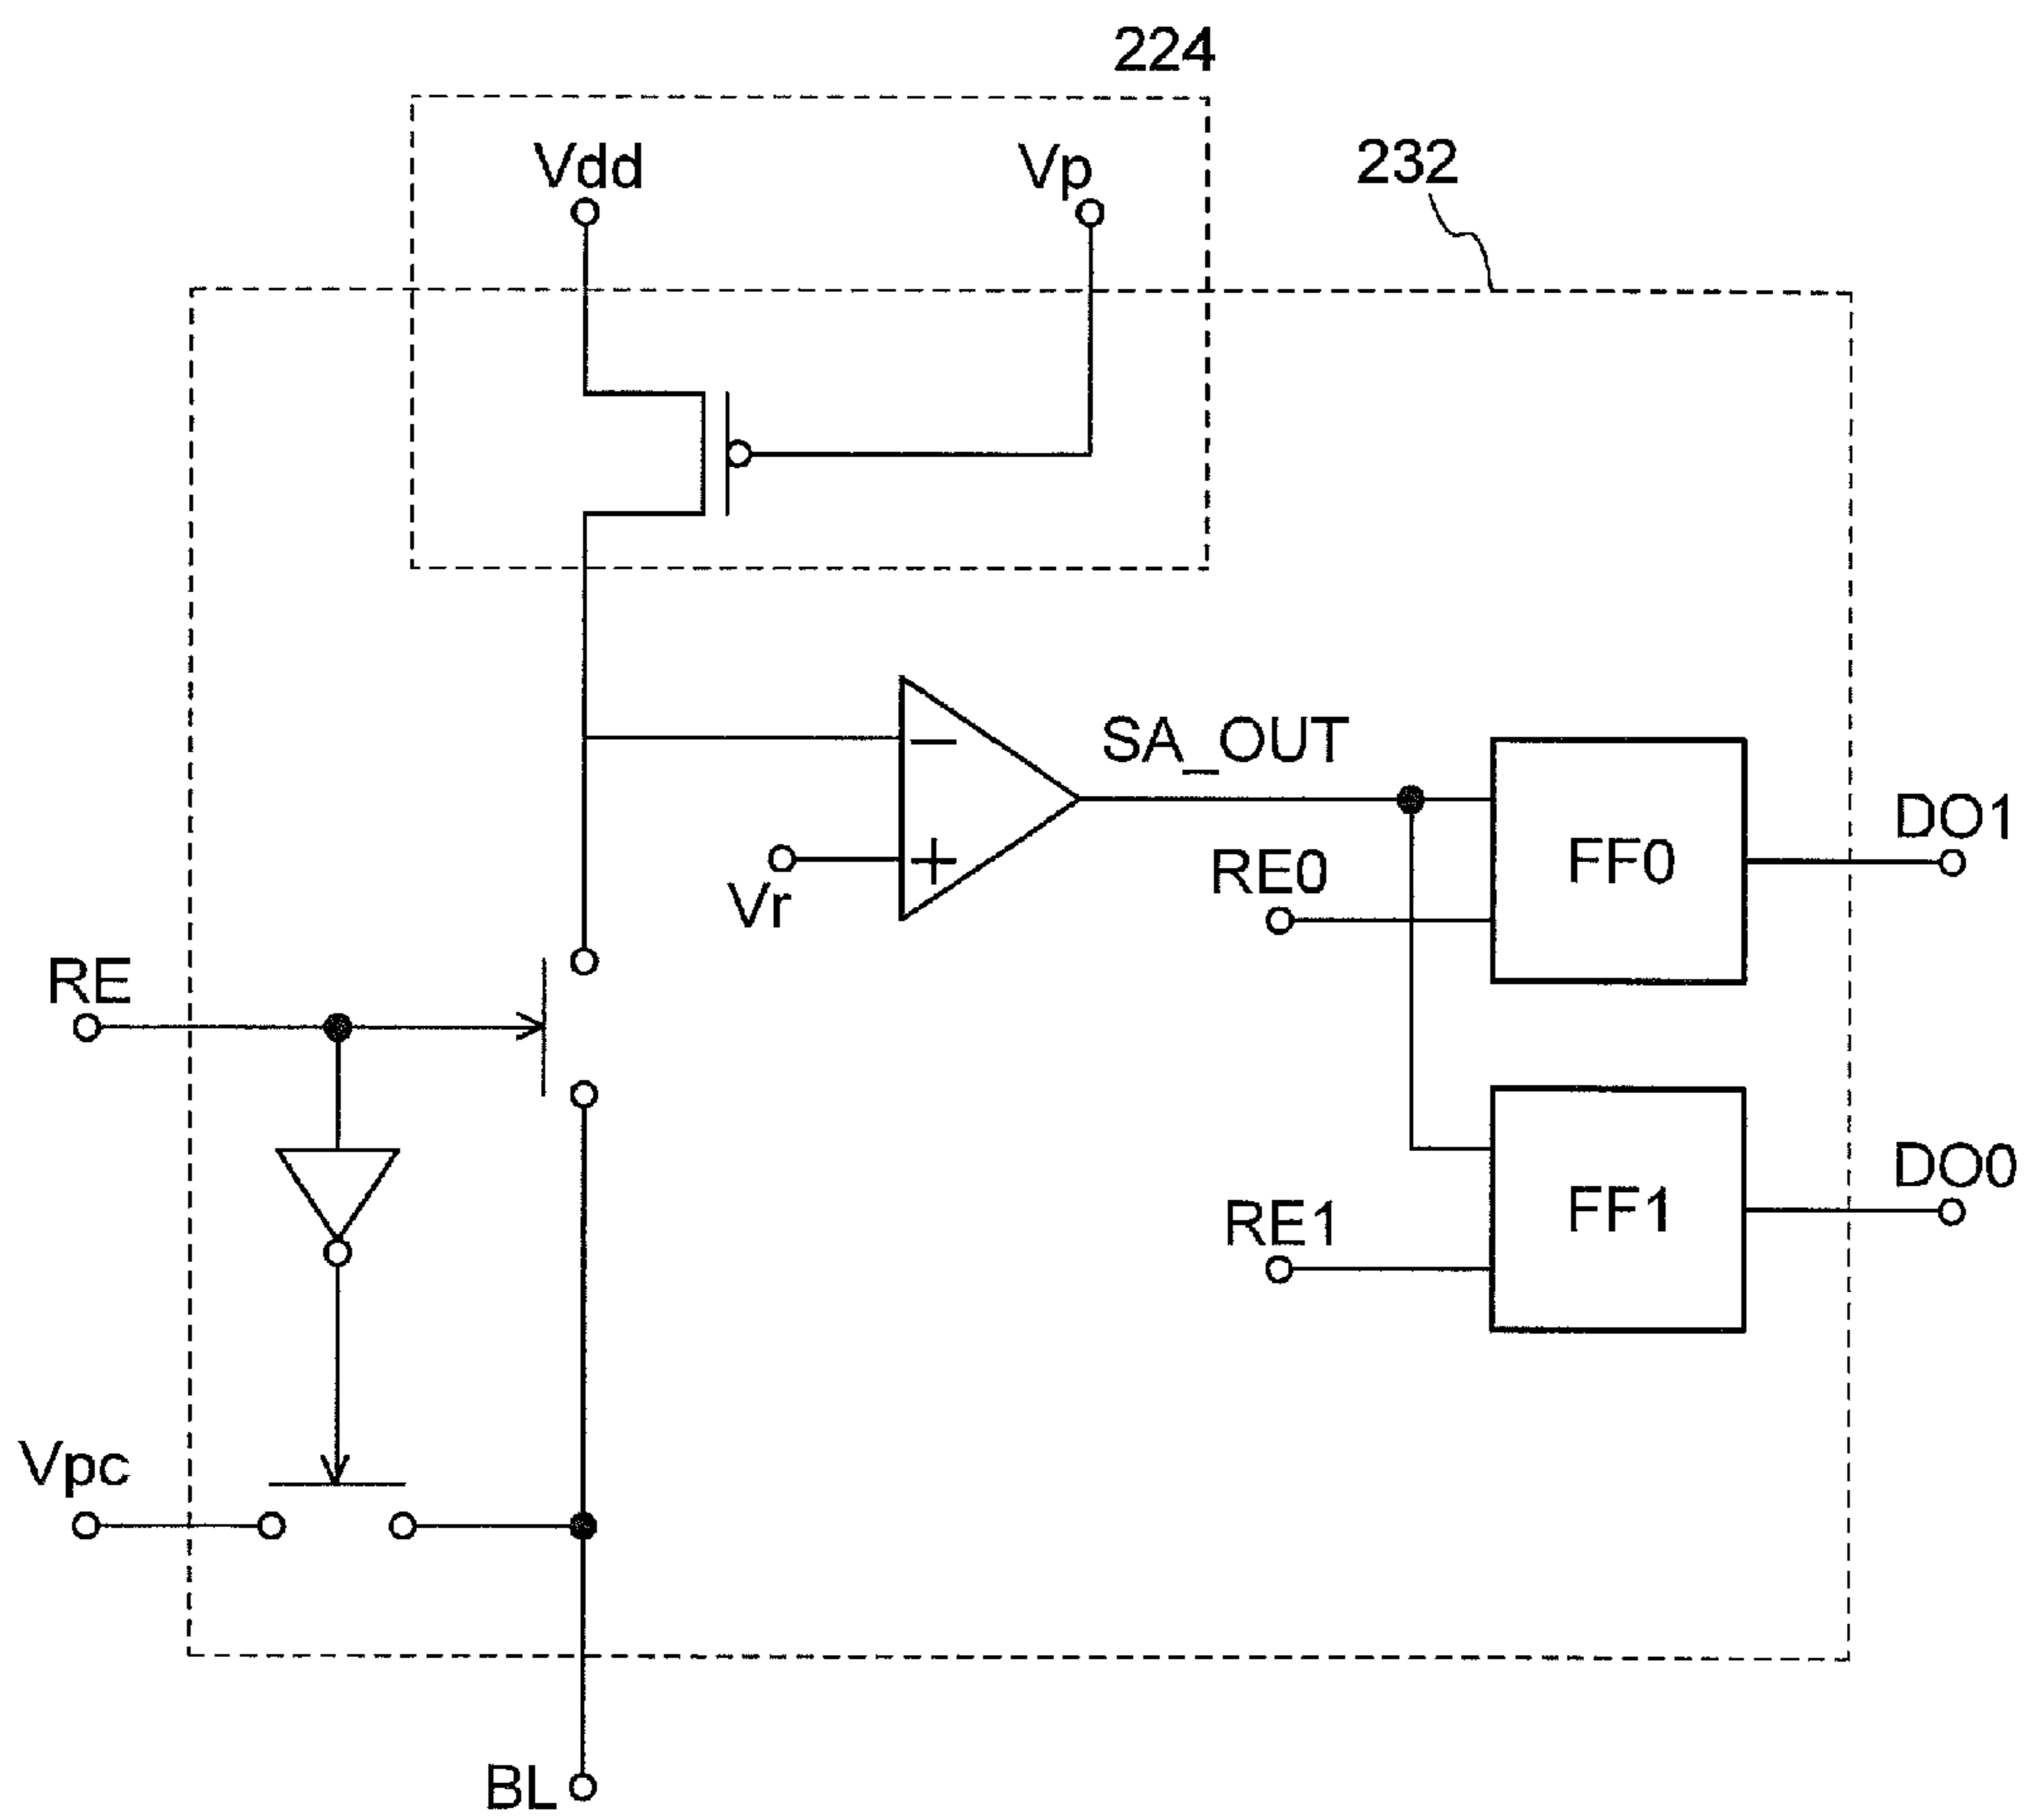 224
232
Vdd
Vp
SA_OUT
DO1
FF0
RE0
Vr
RE
DO0
FF1
RE1
Vpc
BL